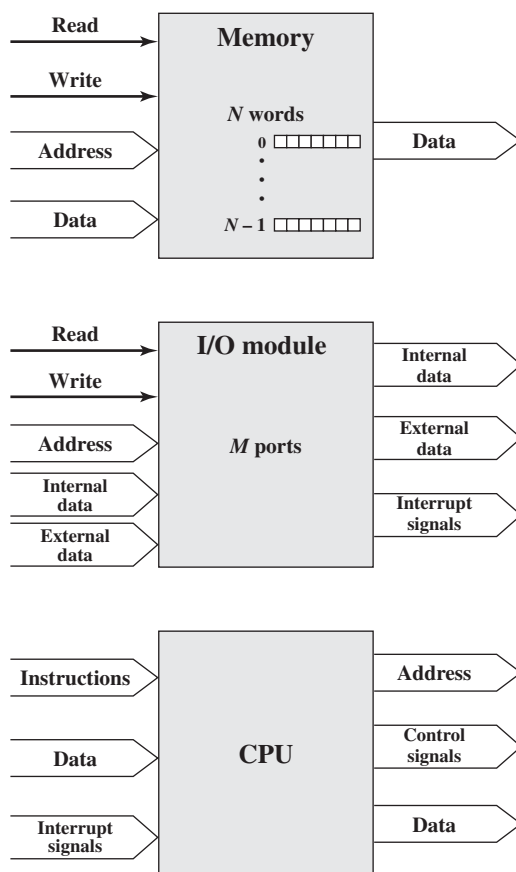 Read
Memory
Write
N words
Address
0
Data
Data
N – 1
Read
I/O module
Internal
data
Write
Address
M ports
External
data
Internal
data
Interrupt
signals
External
data
Instructions
Address
CPU
Control
signals
Data
Interrupt
signals
Data